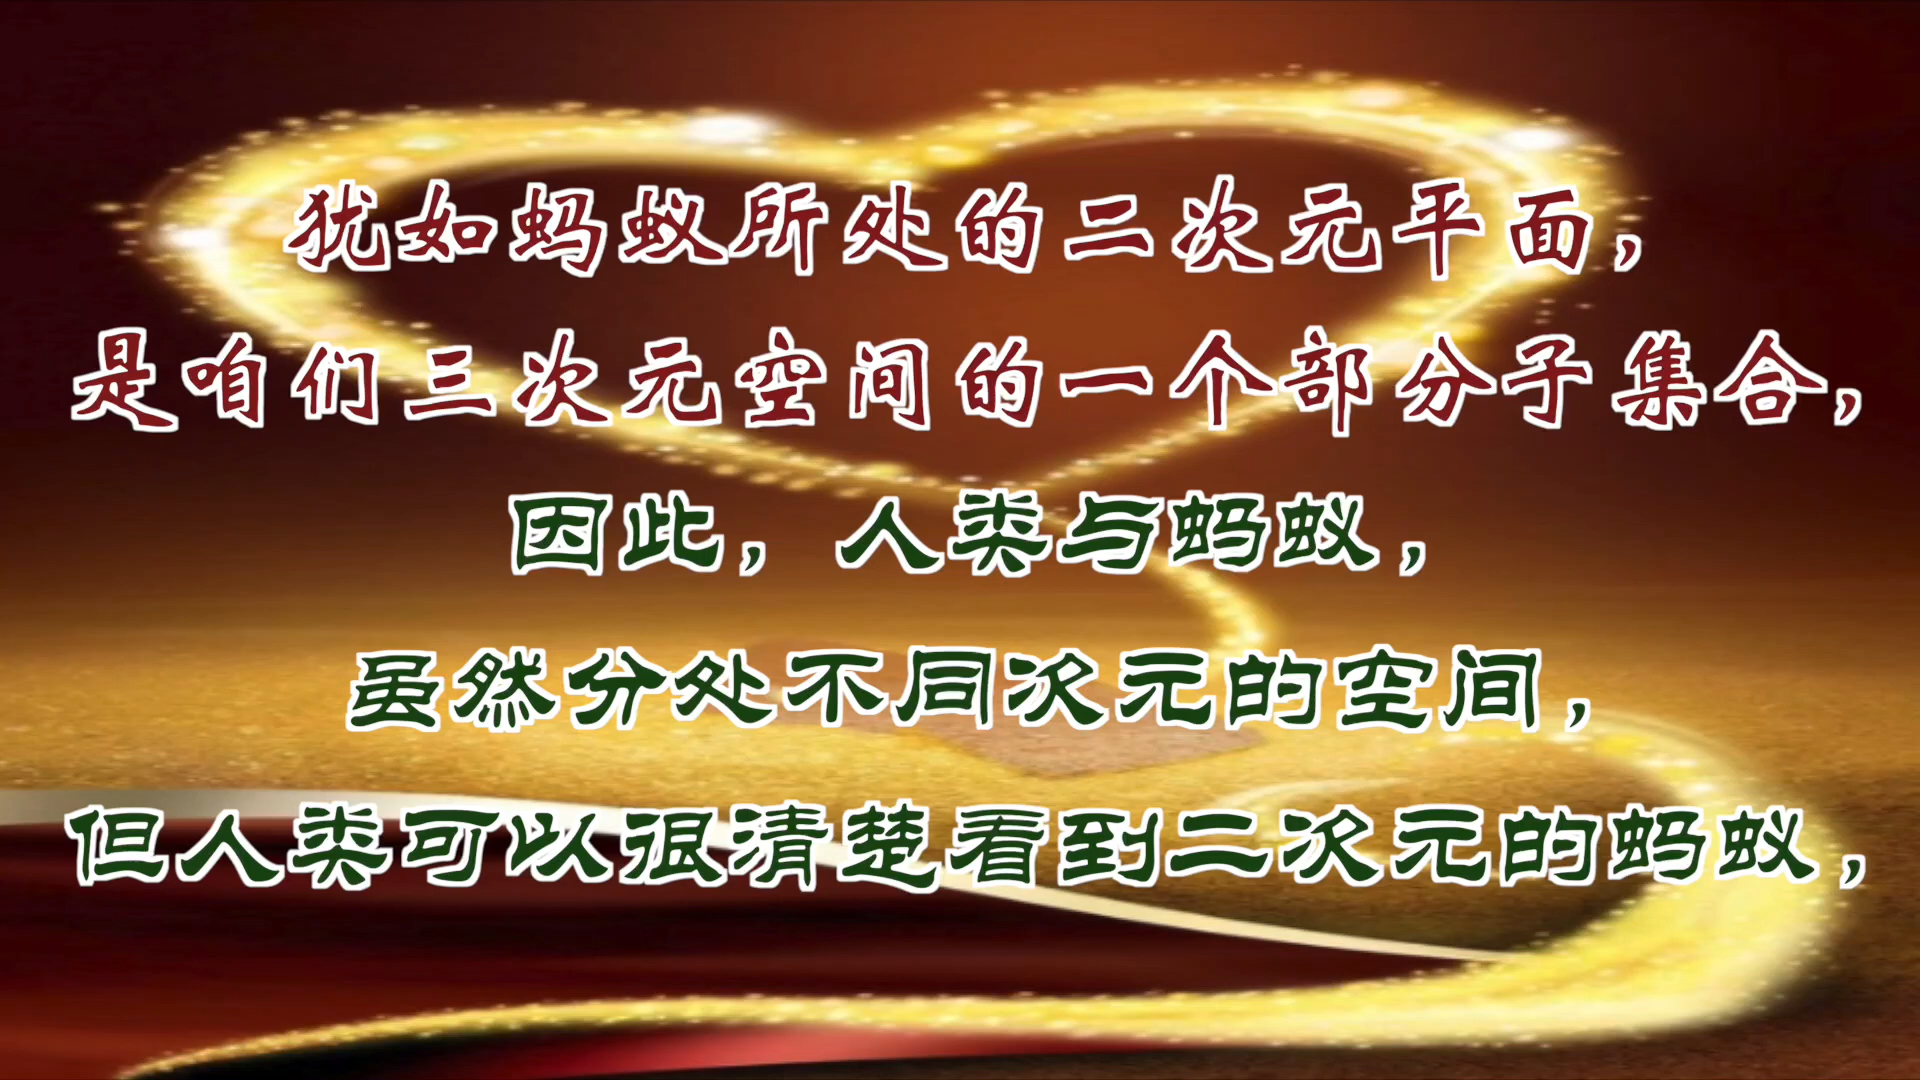 犹如蚂蚁所处的二次元平面，
是咱们三次元空间的一个部分子集合，
因此，人类与蚂蚁，
虽然分处不同次元的空间，
但人类可以很清楚看到二次元的蚂蚁，